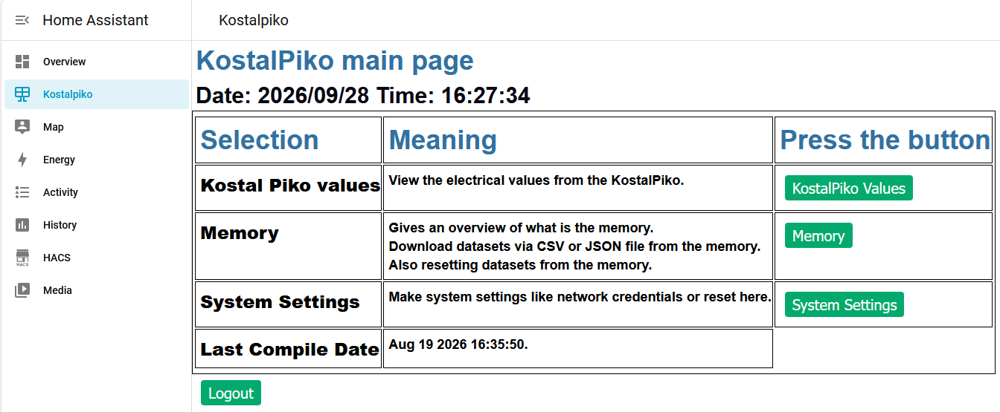 Home Assistant
Kostalpiko
Overview
Kostalpiko
Map
Energy
Activity
History
HACS
HACS
Media
KostalPiko main page
Date: 2026/09/28 Time: 16:27:34
Selection Meaning Press the button
Kostal Piko values View the electrical values from the KostalPiko. KostalPiko Values
Memory Gives an overview of what is the memory. Memory
Download datasets via CSV or JSON file from the memory.
Also resetting datasets from the memory.
System Settings Make system settings like network credentials or reset here. System Settings
Last Compile Date Aug 19 2026 16:35:50.
Logout